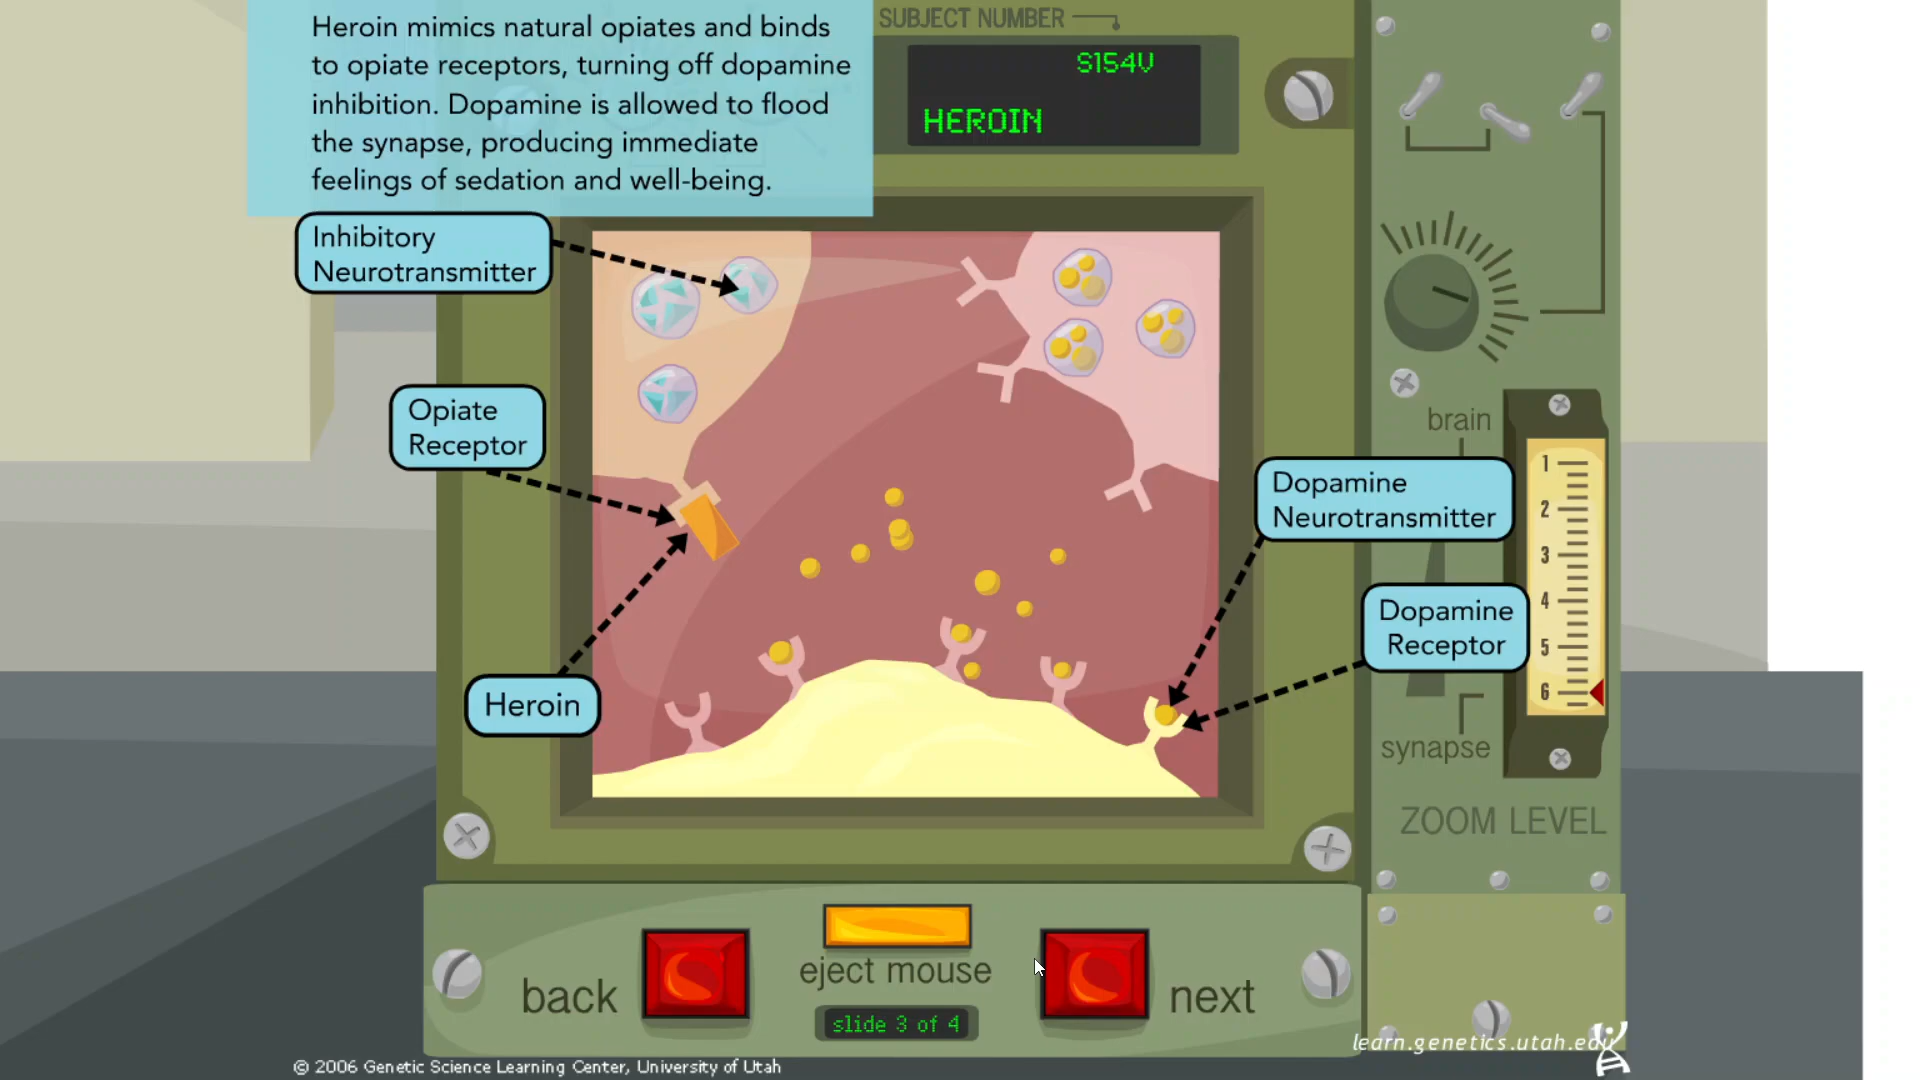 Heroin mimics natural opiates and binds
to opiate receptors, turning off dopamine
inhibition. Dopamine is allowed to flood
the synapse, producing immediate
feelings of sedation and well-being.
SUBJECT NUMBER
S154V
HEROIN
Inhibitory
Neurotransmitter
Opiate
Receptor
Heroin
Dopamine
Neurotransmitter
Dopamine
Receptor
brain
1
2
3
4
5
6
synapse
ZOOM LEVEL
back
eject mouse
next
slide 3 of 4
learn.genetics.utah.edu
© 2006 Genetic Science Learning Center, University of Utah